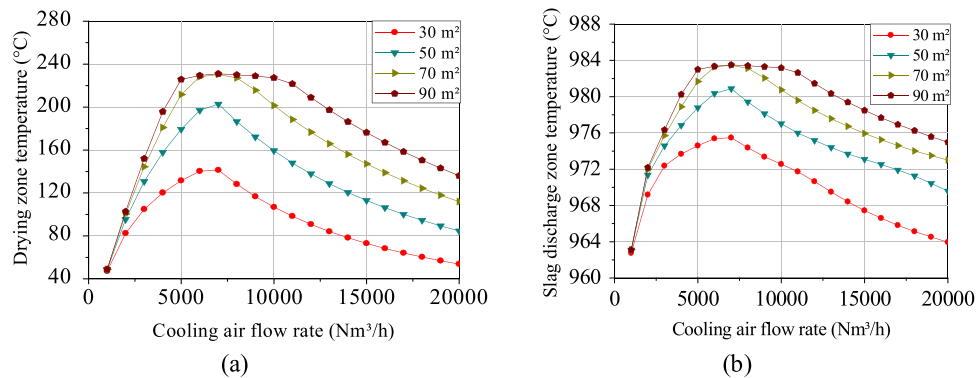 (a)
280
240
200
160
120
80
40
0
5000
10000
15000
20000
Drying zone temperature (°C)
Cooling air flow rate (Nm³/h)
30 m²
50 m²
70 m²
90 m²
(a)
(b)
988
984
980
976
972
968
964
960
0
5000
10000
15000
20000
Slag discharge zone temperature (°C)
Cooling air flow rate (Nm³/h)
30 m²
50 m²
70 m²
90 m²
(b)